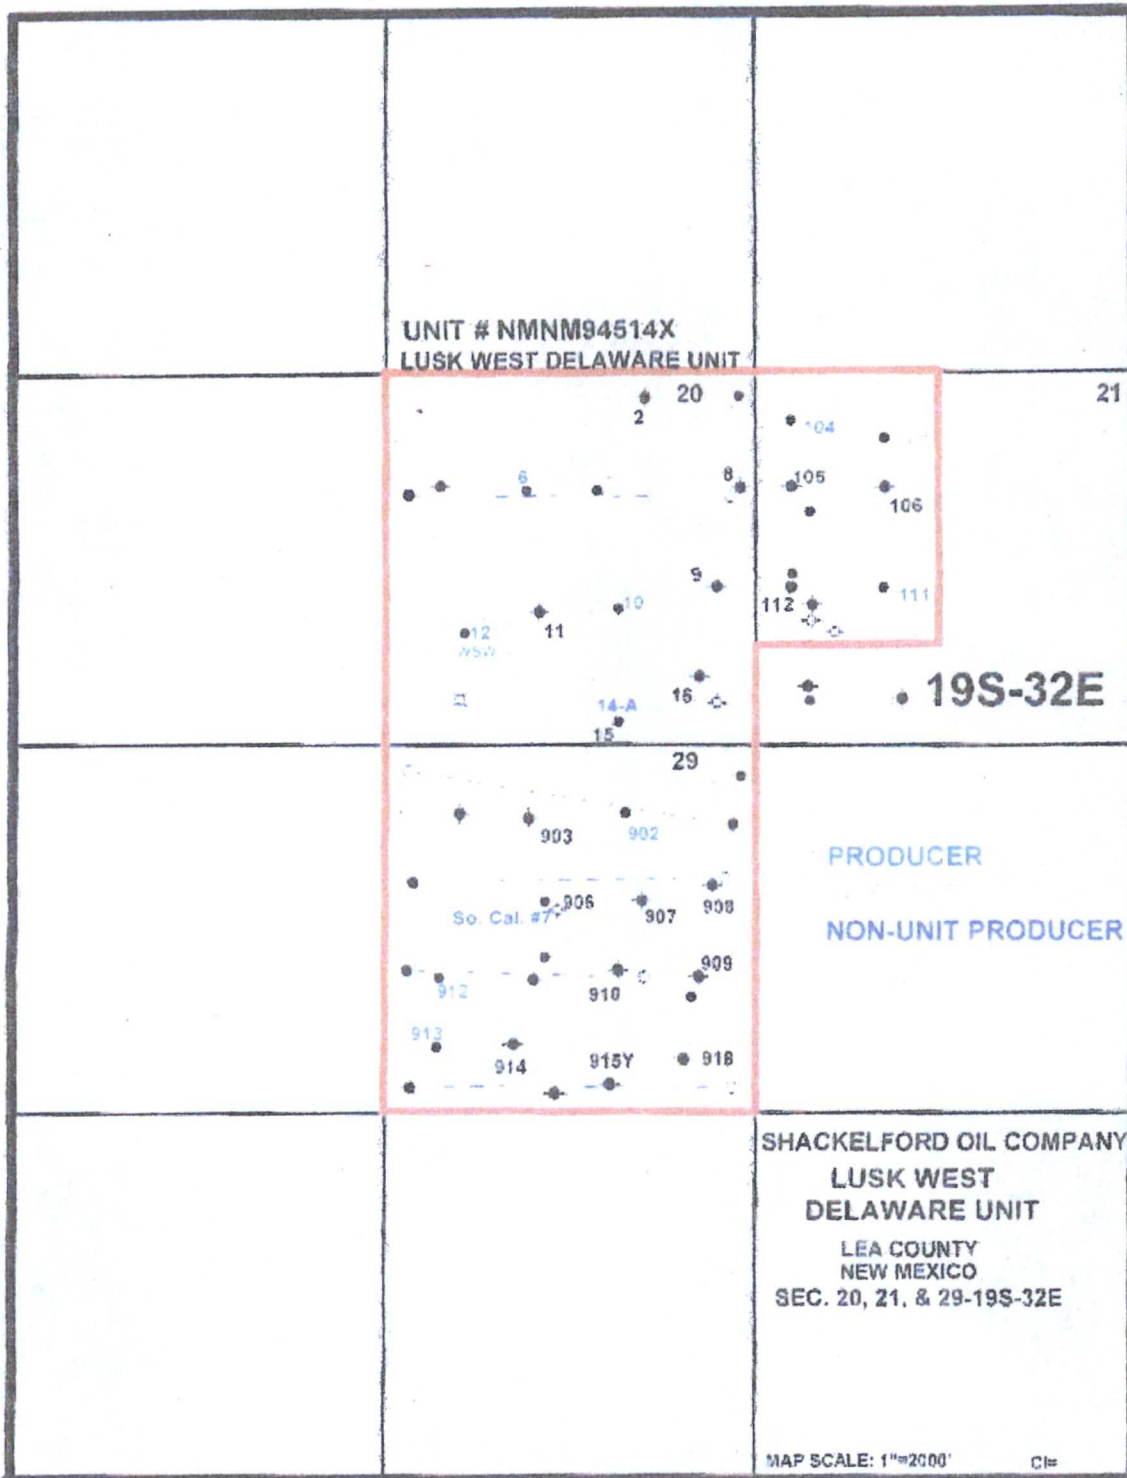 UNIT # NMNM94514X
LUSK WEST DELAWARE UNIT
20
21
2
104
6
8
105
106
9
112
111
10
11
12
WSW
16
19S-32E
14-A
15
29
903
902
PRODUCER
906
907
908
So. Cal. #7
NON-UNIT PRODUCER
909
912
910
913
914
915Y
918
SHACKELFORD OIL COMPANY
LUSK WEST
DELAWARE UNIT
LEA COUNTY
NEW MEXICO
SEC. 20, 21, & 29-19S-32E
MAP SCALE: 1"=2000'
CI=